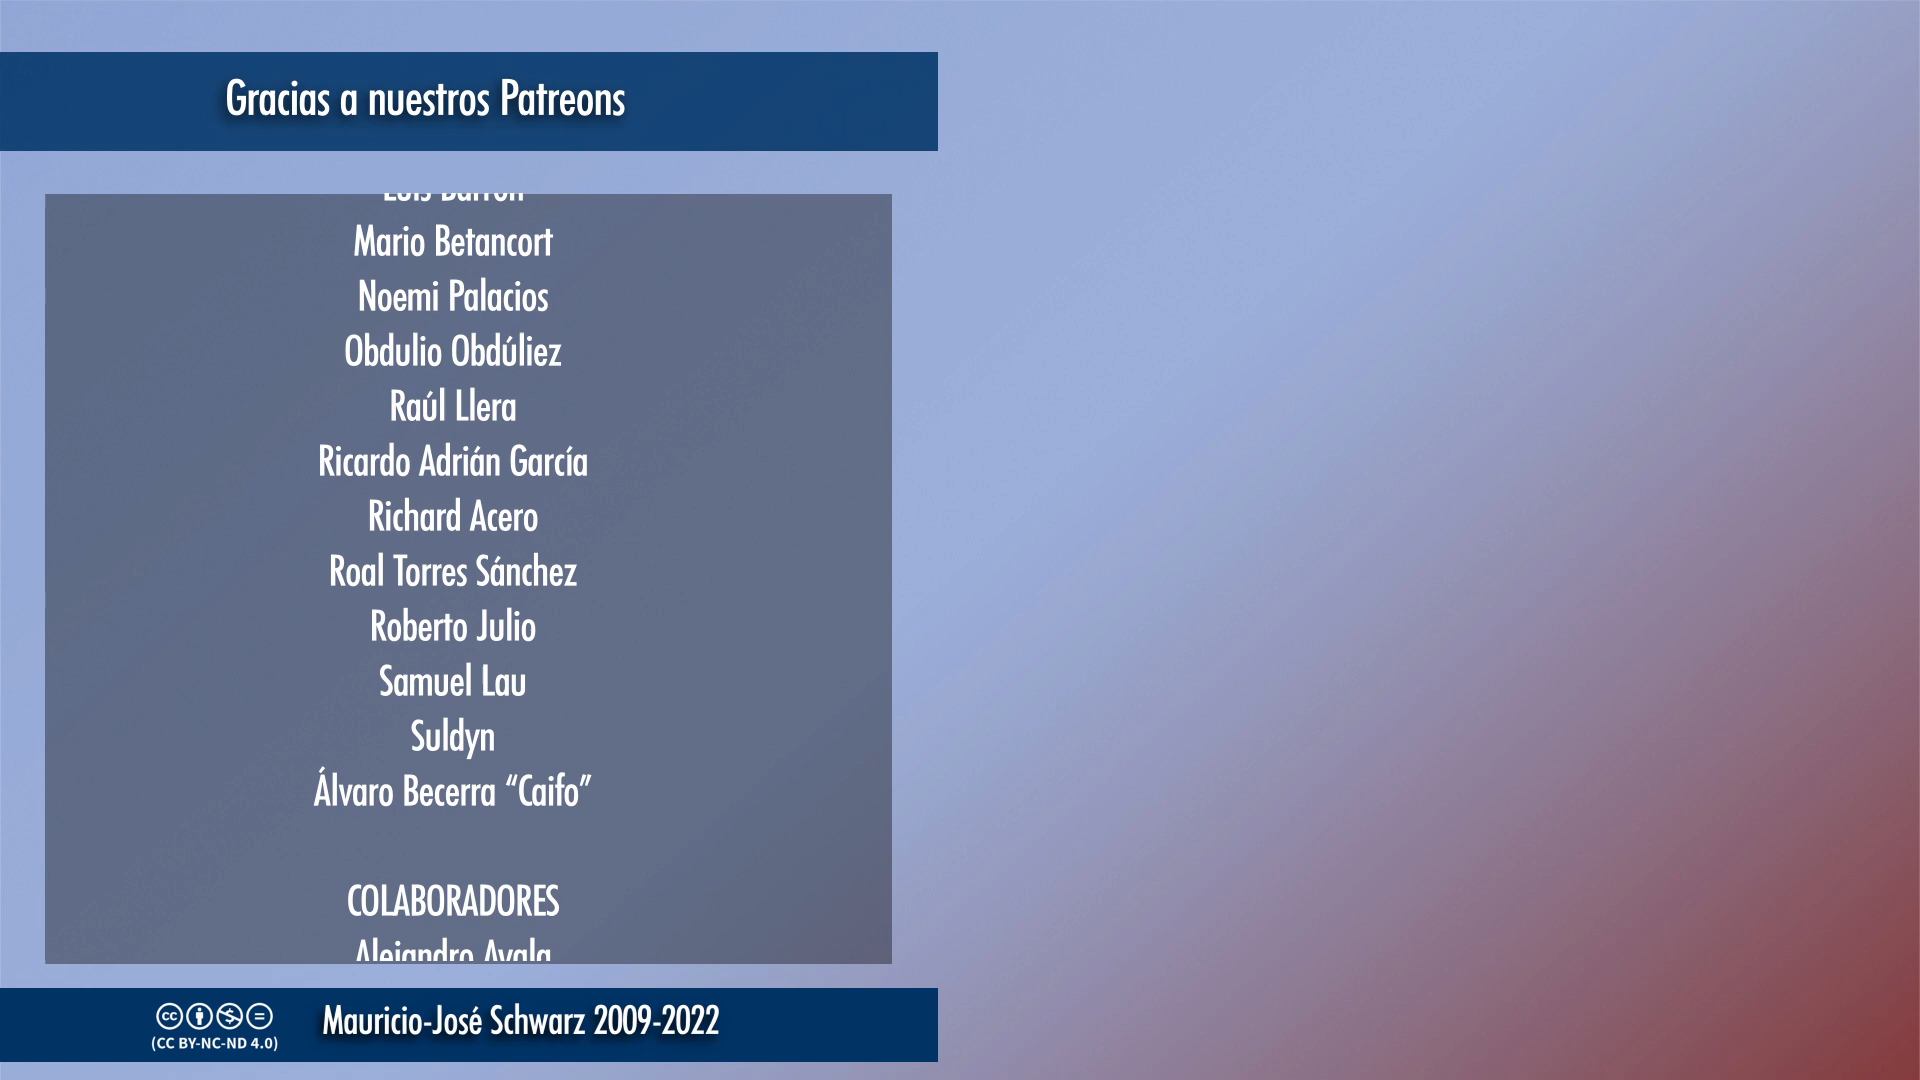 Gracias a nuestros Patreons
Mario Betancort
Noemi Palacios
Obdulio Obdúliez
Raúl Llera
Ricardo Adrián García
Richard Acero
Roal Torres Sánchez
Roberto Julio
Samuel Lau
Suldyn
Álvaro Becerra “Caifo”
COLABORADORES
Alejandro Ayala
(CC BY-NC-ND 4.0)
Mauricio-José Schwarz 2009-2022